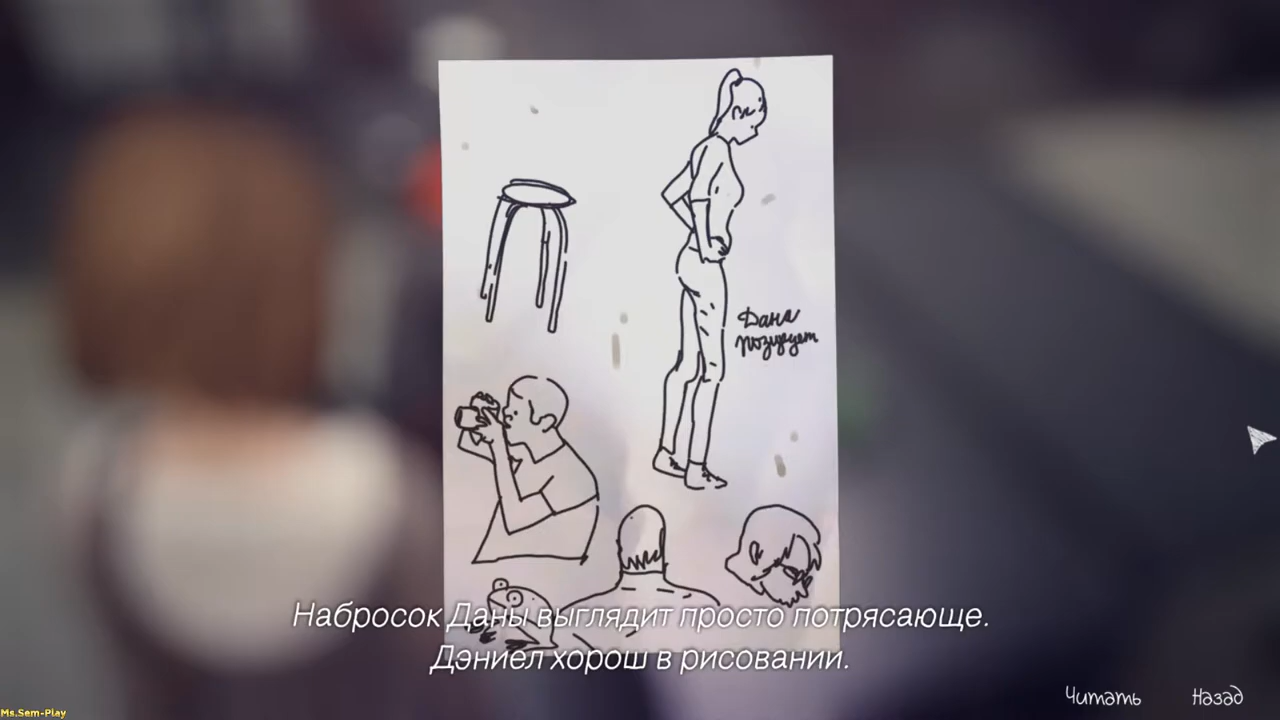 Дана
позирует
Набросок Даны выглядит просто потрясающе.
Дэниел хорош в рисовании.
Читать Назад
Ms.Sem-Play